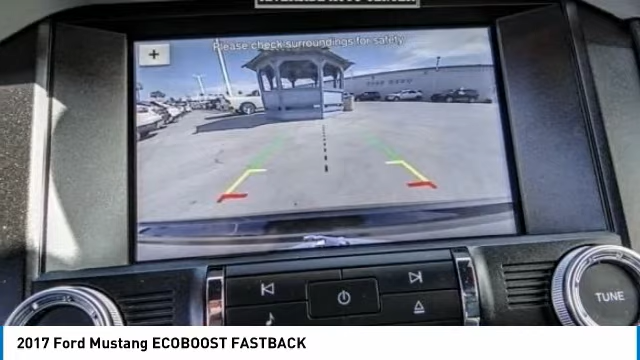 Please check surroundings for safety.
TUNE
2017 Ford Mustang ECOBOOST FASTBACK